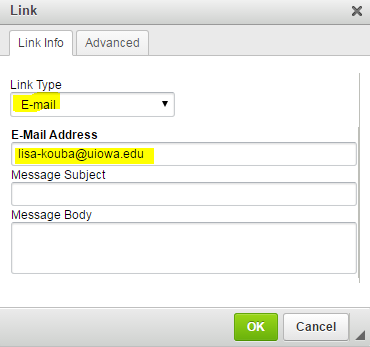 Link
Link Info Advanced
Link Type
E-mail
E-Mail Address
lisa-kouba@uiowa.edu
Message Subject
Message Body
OK Cancel